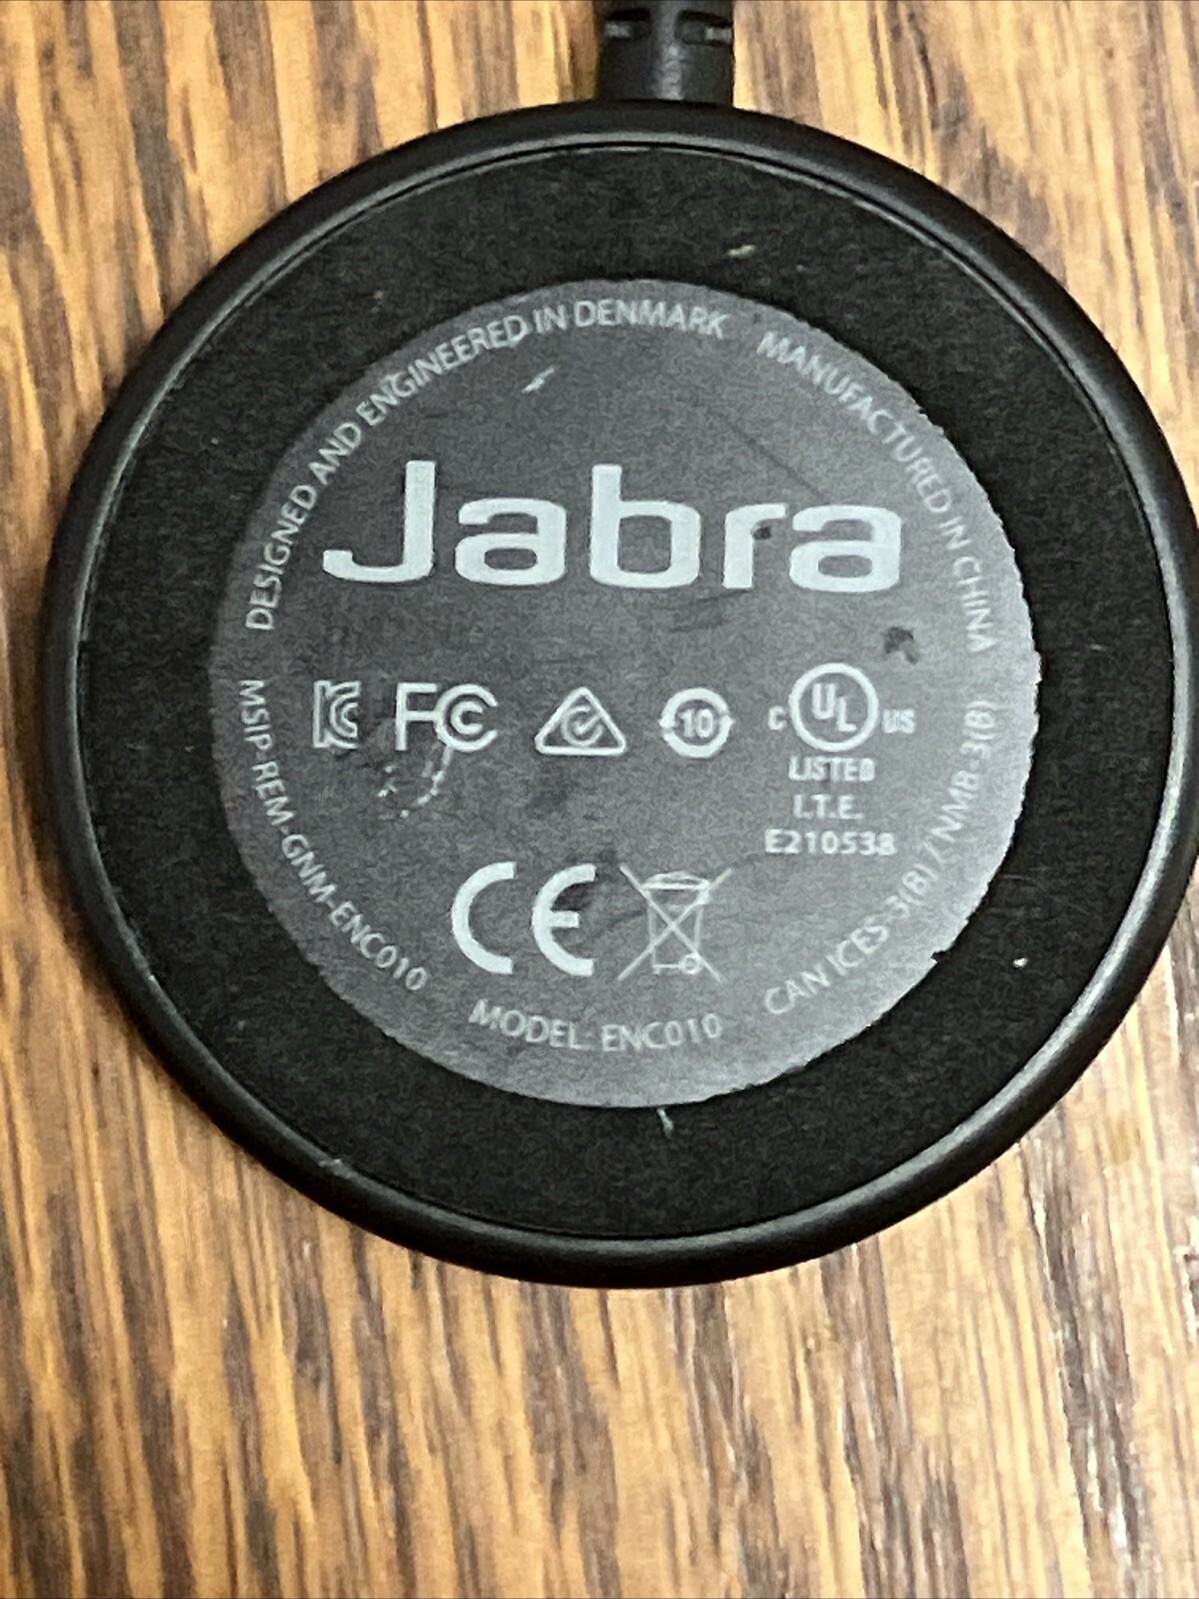 DESIGNED AND ENGINEERED IN DENMARK
MANUFACTURED IN CHINA
Jabra
FC
10
C UL US
LISTED
I.T.E.
E210538
CE
MSIP-REM-GNM-ENC010
MODEL: ENC010
CAN ICES-3(B) / NMB-3(B)